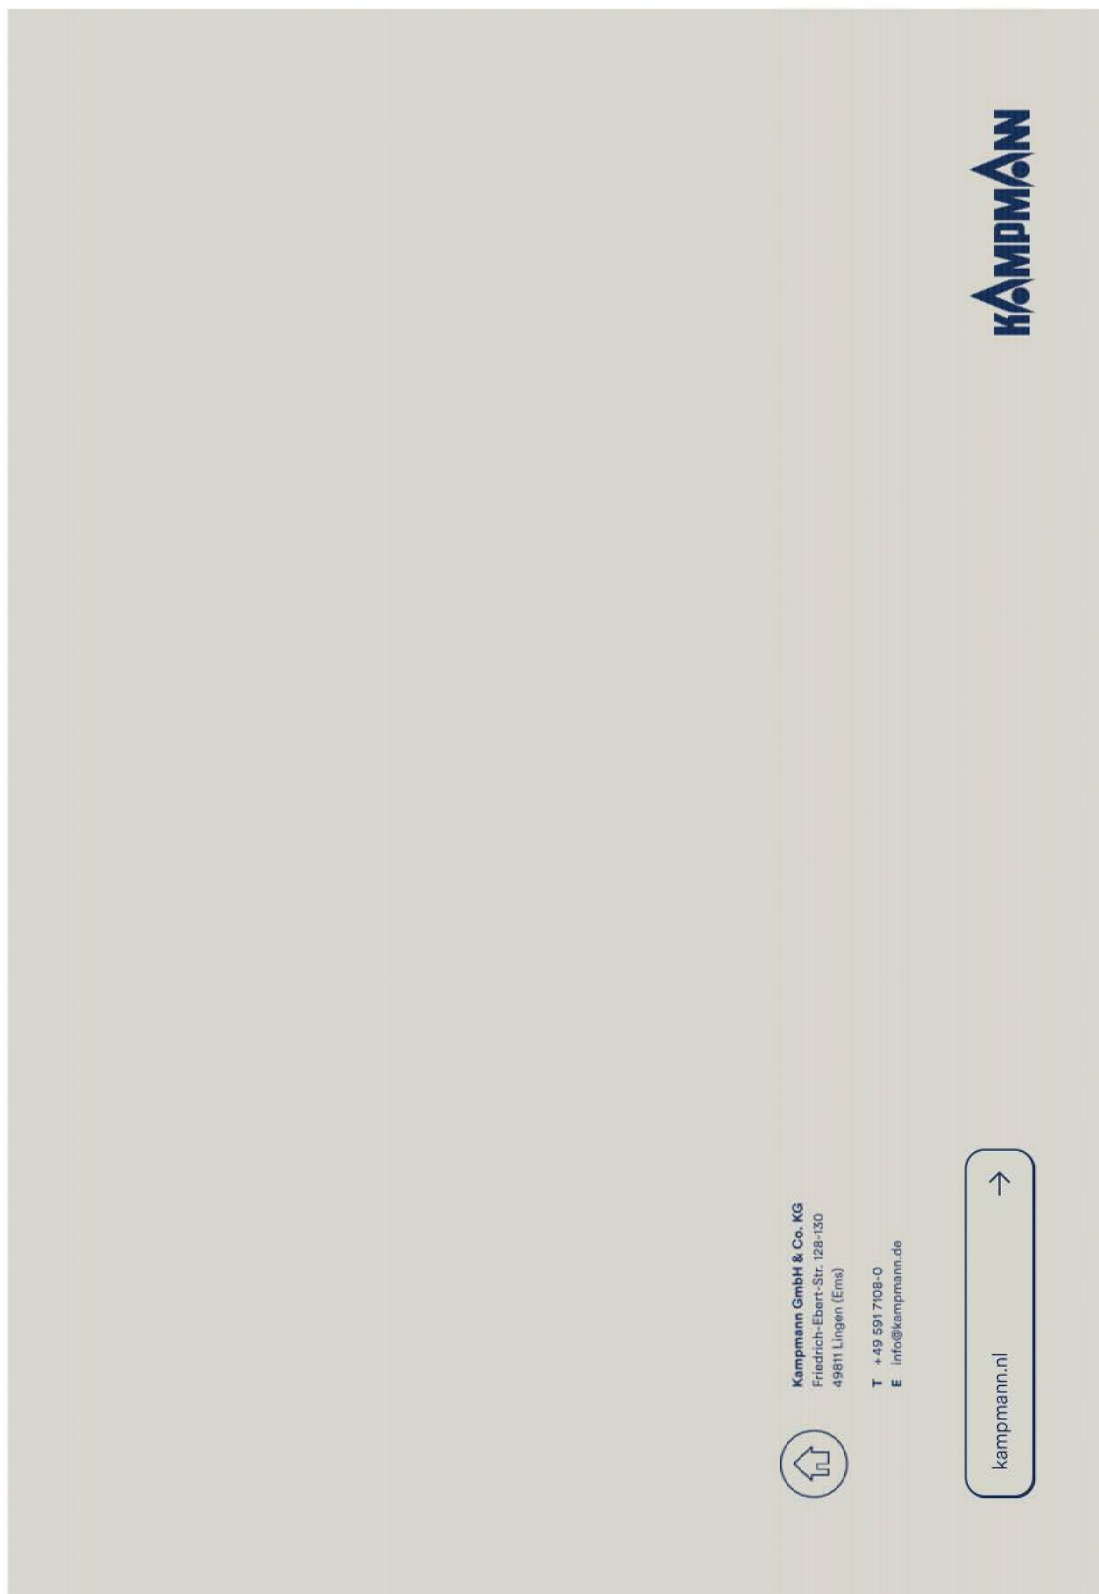 Kampmann GmbH & Co. KG
Friedrich-Ebert-Str. 128-130
49811 Lingen (Ems)
T +49 591 7108-0
E info@kampmann.de
kampmann.nl →
KAMPMANN